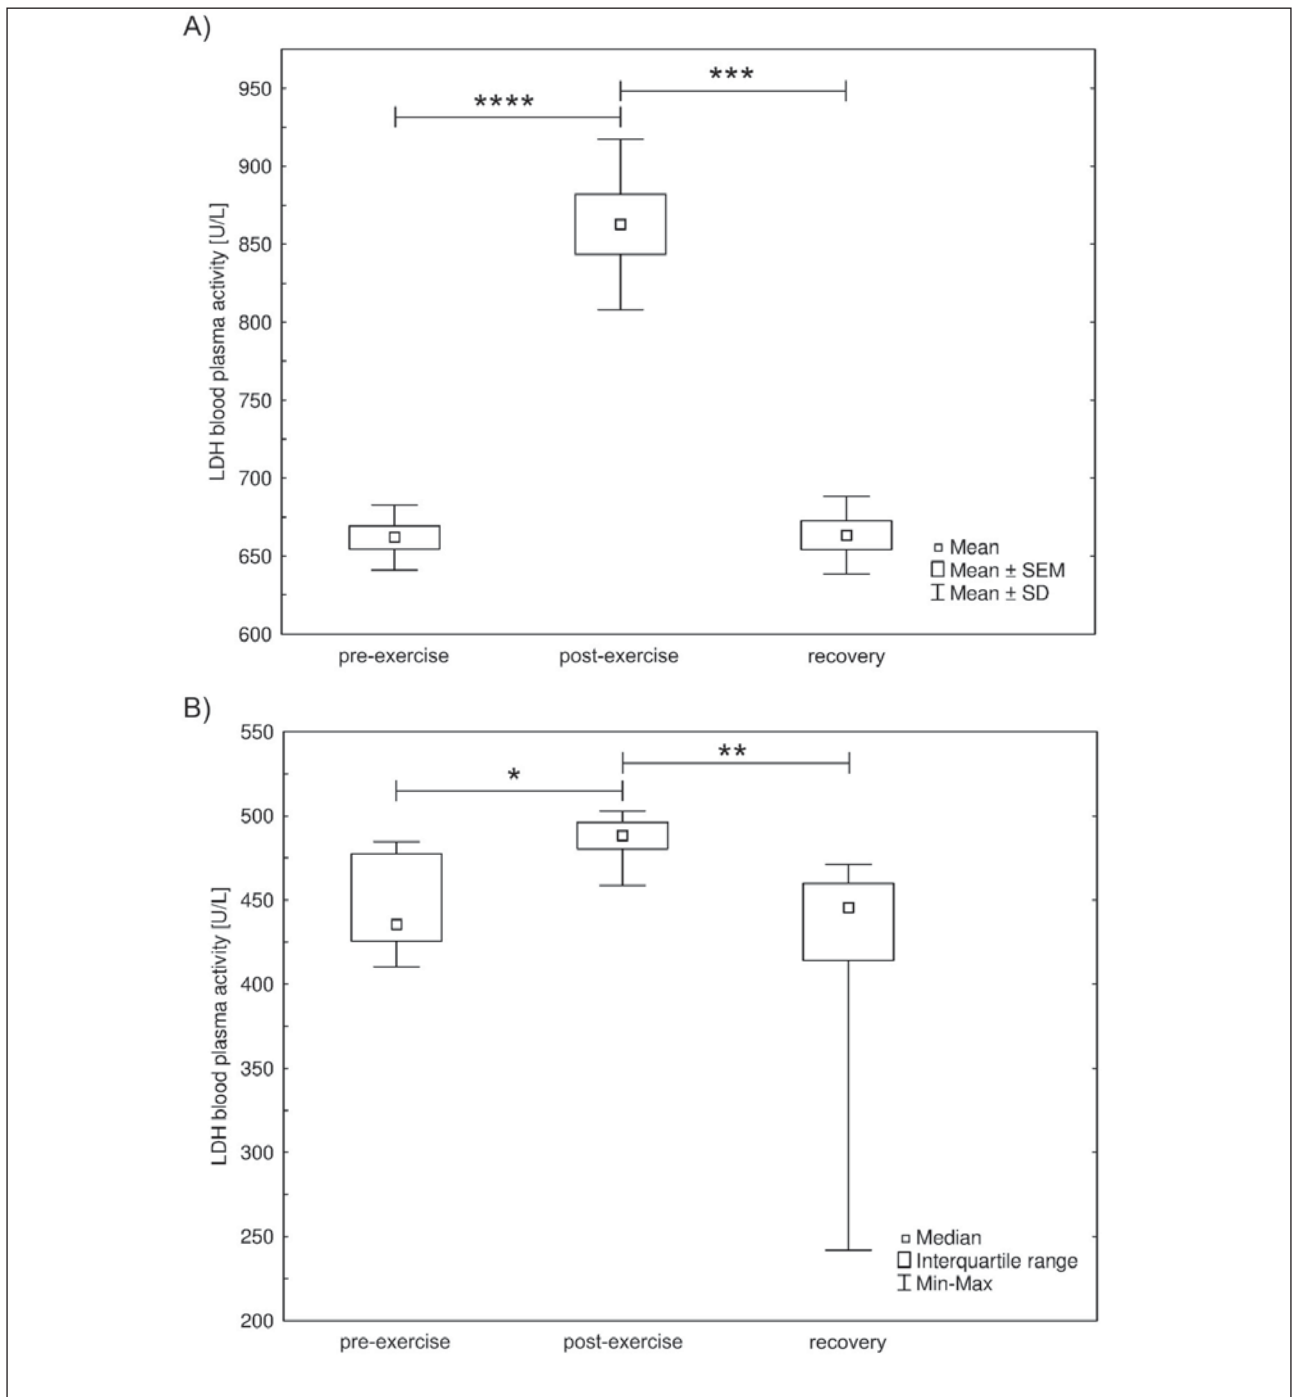 A)
LDH blood plasma activity [U/L]
950
900
850
800
750
700
650
600
****
***
Mean
Mean ± SEM
Mean ± SD
pre-exercise post-exercise recovery
B)
LDH blood plasma activity [U/L]
550
500
450
400
350
300
250
200
*
**
Median
Interquartile range
Min-Max
pre-exercise post-exercise recovery